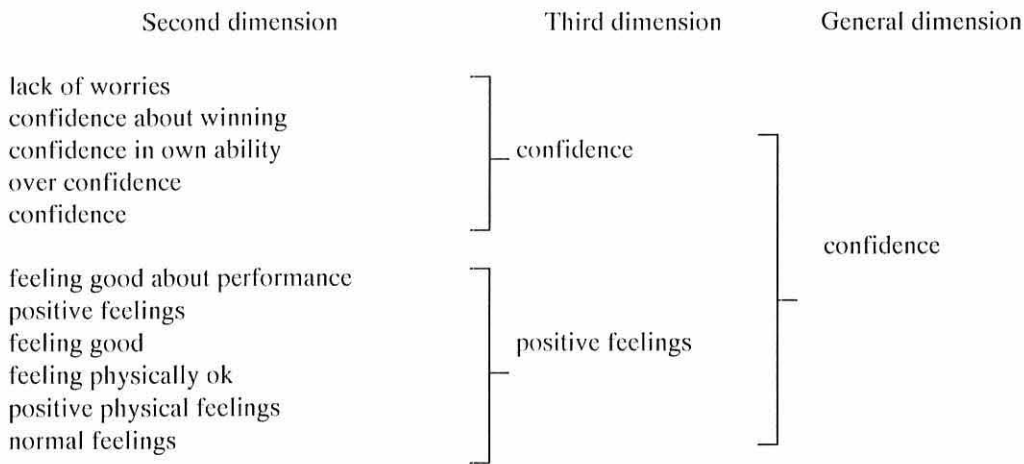 Second dimension Third dimension General dimension
lack of worries
confidence about winning
confidence in own ability confidence
over confidence
confidence
confidence
feeling good about performance
positive feelings
feeling good positive feelings
feeling physically ok
positive physical feelings
normal feelings